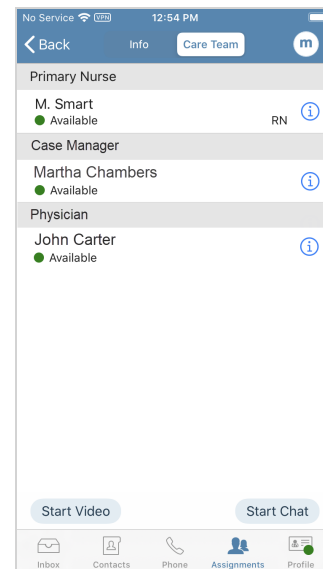 No Service VPN 12:54 PM
Back Info Care Team m
Primary Nurse
M. Smart
Available RN
Case Manager
Martha Chambers
Available
Physician
John Carter
Available
Start Video Start Chat
Inbox Contacts Phone Assignments Profile